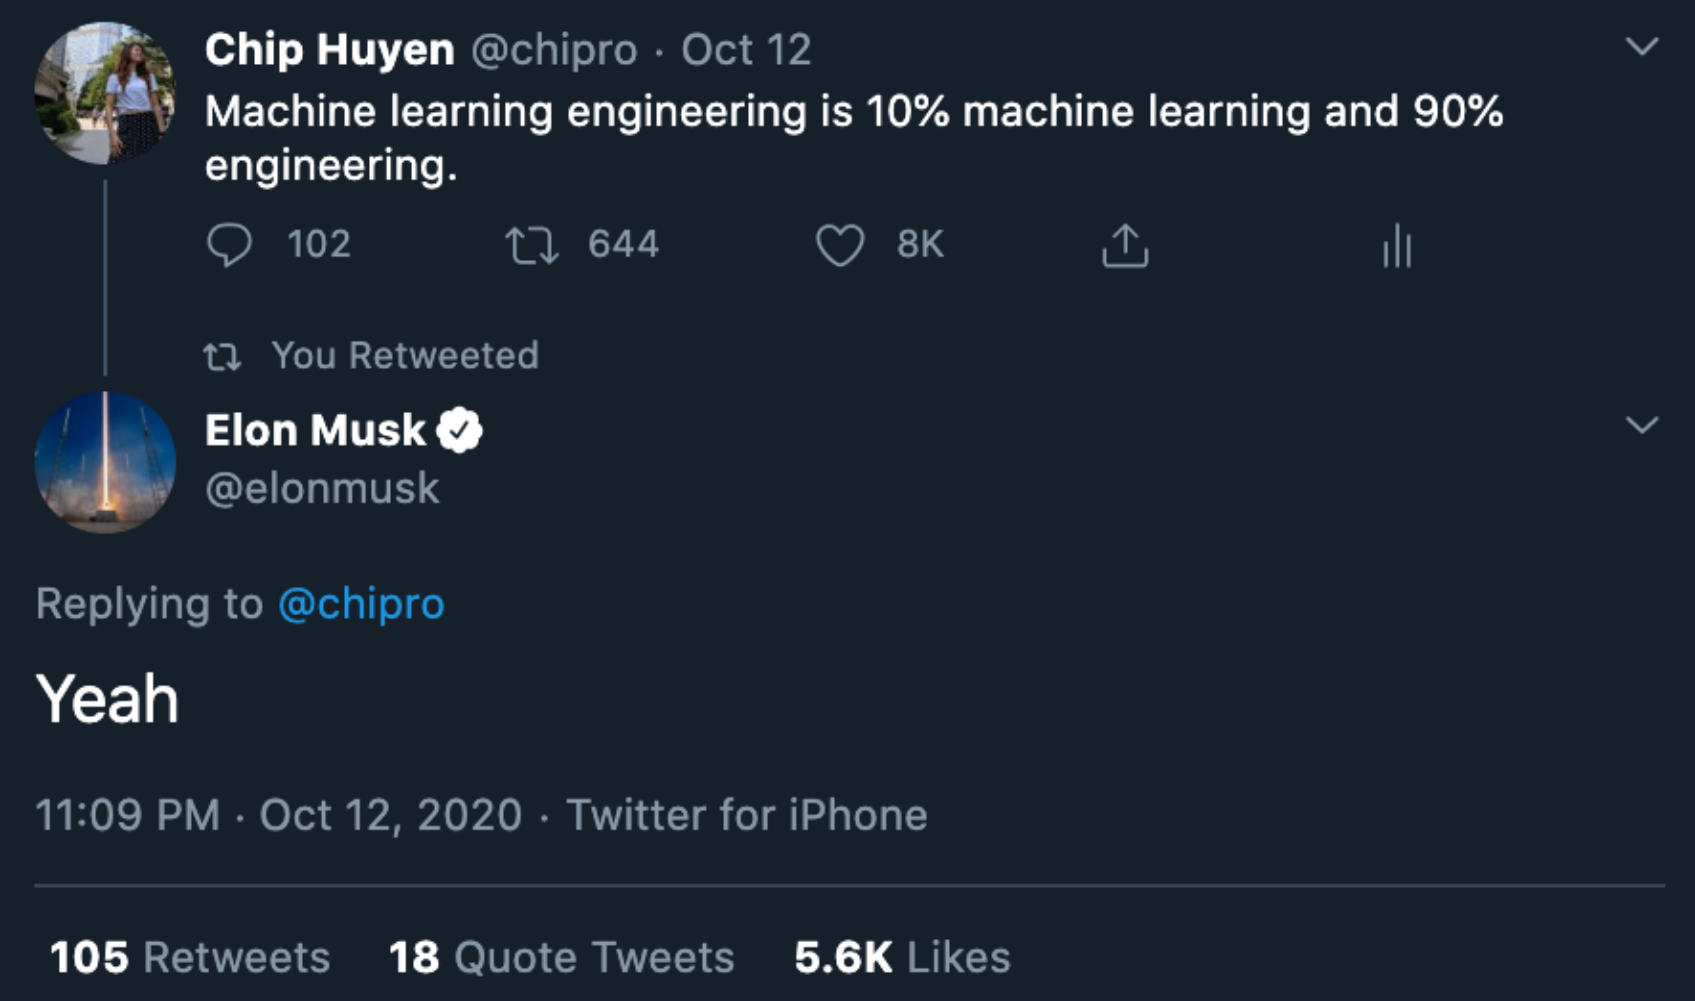 Chip Huyen @chipro · Oct 12
Machine learning engineering is 10% machine learning and 90%
engineering.
102 644 8K
You Retweeted
Elon Musk
@elonmusk
Replying to @chipro
Yeah
11:09 PM · Oct 12, 2020 · Twitter for iPhone
105 Retweets 18 Quote Tweets 5.6K Likes